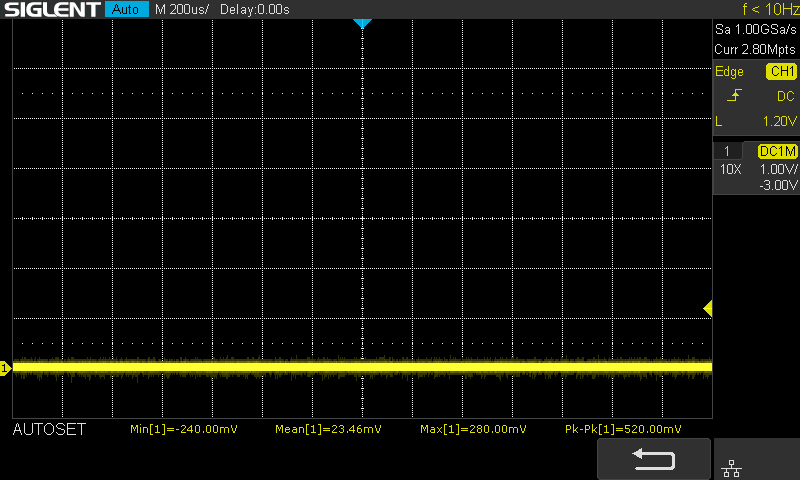 SIGLENT Auto M 200us/ Delay:0.00s f < 10Hz
Sa 1.00GSa/s
Curr 2.80Mpts
Edge CH1
DC
L 1.20V
1 DC1M
10X 1.00V/
-3.00V
1
AUTOSET Min[1]=-240.00mV Mean[1]=23.46mV Max[1]=280.00mV Pk-Pk[1]=520.00mV